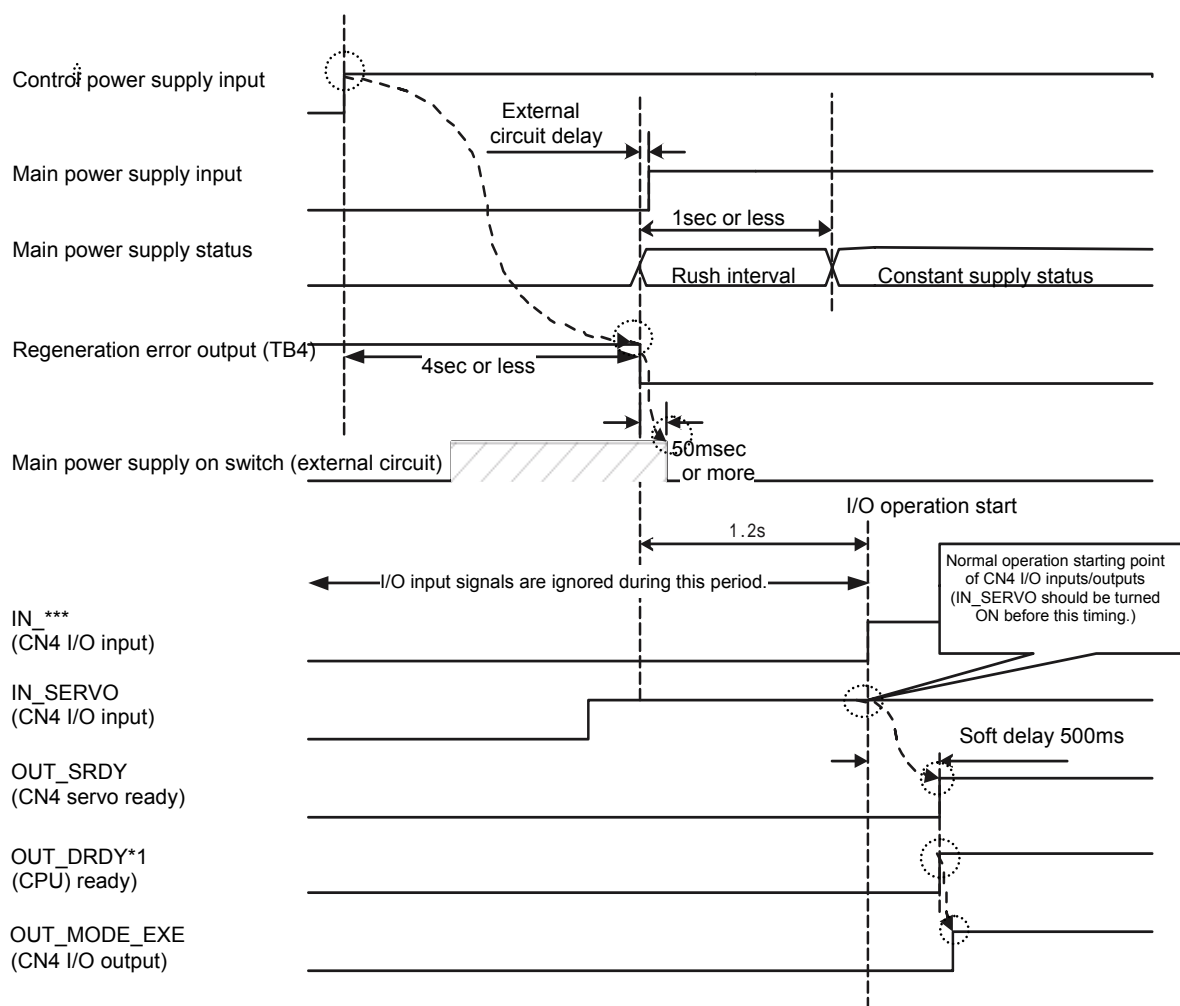 Control power supply input
External
circuit delay
Main power supply input
1sec or less
Main power supply status
Rush interval
Constant supply status
Regeneration error output (TB4)
4sec or less
Main power supply on switch (external circuit)
50msec
or more
I/O operation start
1.2s
Normal operation starting point
of CN4 I/O inputs/outputs
(IN_SERVO should be turned
ON before this timing.)
I/O input signals are ignored during this period.
IN_***
(CN4 I/O input)
IN_SERVO
(CN4 I/O input)
Soft delay 500ms
OUT_SRDY
(CN4 servo ready)
OUT_DRDY*1
(CPU) ready)
OUT_MODE_EXE
(CN4 I/O output)